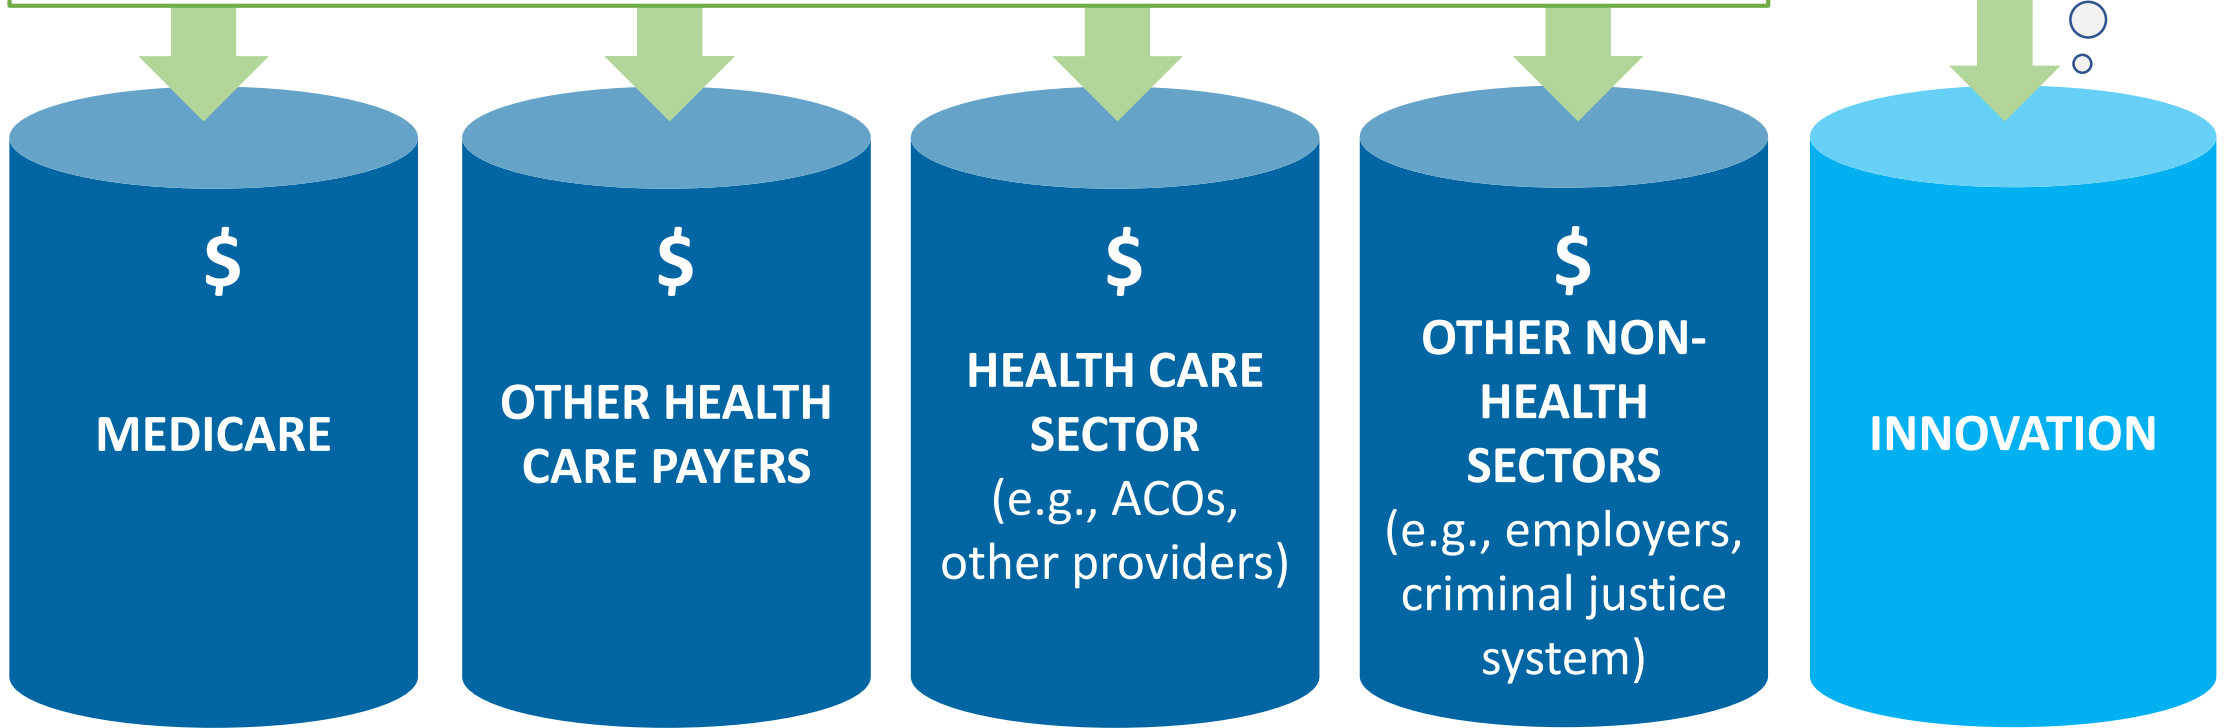 $
MEDICARE
$
OTHER HEALTH
CARE PAYERS
$
HEALTH CARE
SECTOR
(e.g., ACOs,
other providers)
$
OTHER NON-
HEALTH
SECTORS
(e.g., employers,
criminal justice
system)
INNOVATION